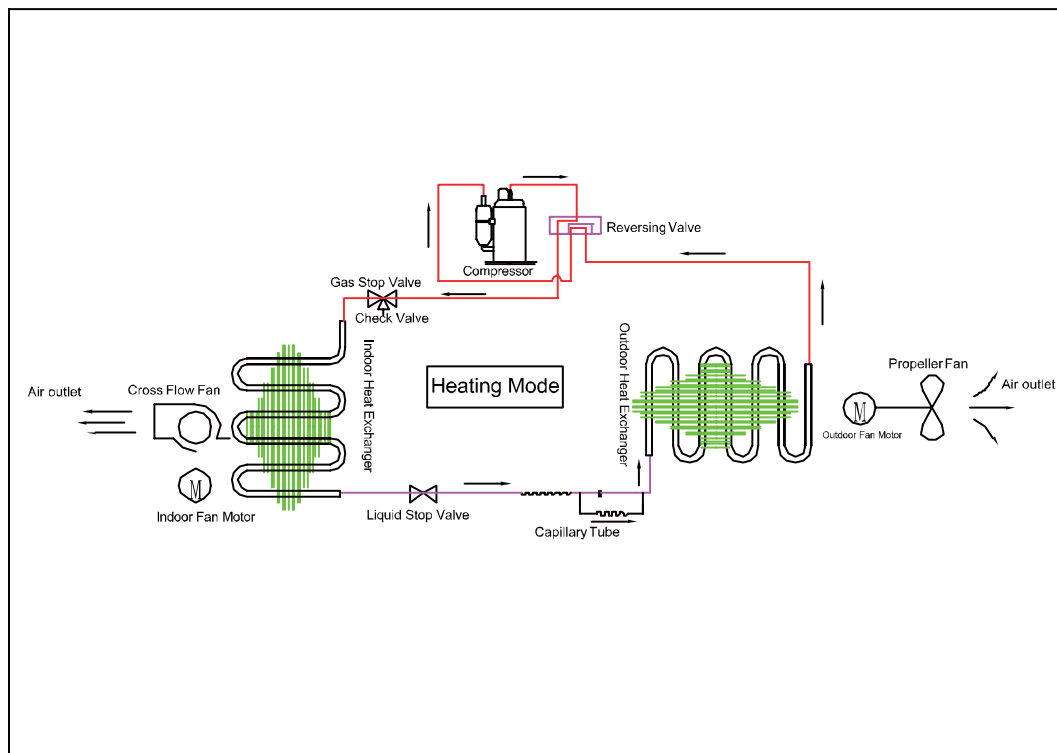 Reversing Valve
Compressor
Gas Stop Valve
Check Valve
Indoor Heat Exchanger
Outdoor Heat Exchanger
Heating Mode
Propeller Fan
Air outlet
Cross Flow Fan
Air outlet
M
Outdoor Fan Motor
M
Indoor Fan Motor
Liquid Stop Valve
Capillary Tube